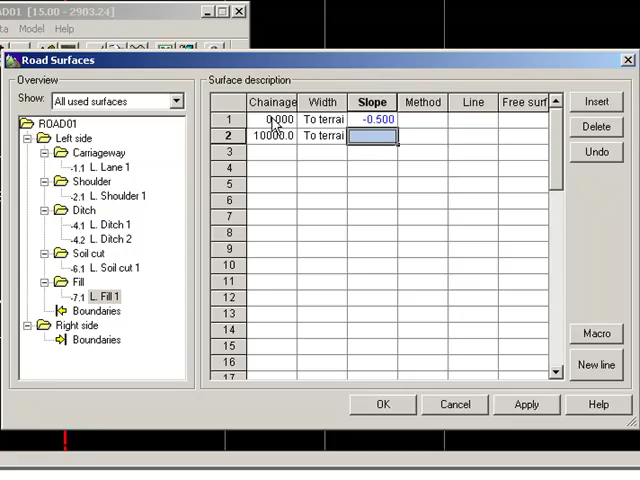 AD01 [15.00 - 2903.24]
ta Model Help
Road Surfaces
Overview
Show: All used surfaces
ROAD01
Left side
Carriageway
-1.1 L. Lane 1
Shoulder
-2.1 L. Shoulder 1
Ditch
-4.1 L. Ditch 1
-4.2 L. Ditch 2
Soil cut
-6.1 L. Soil cut 1
Fill
-7.1 L. Fill 1
Boundaries
Right side
Boundaries
Surface description
Chainage Width Slope Method Line Free surf
1 0.000 To terrai -0.500
2 10000.0 To terrai
3
4
5
6
7
8
9
10
11
12
13
14
15
16
17
Insert
Delete
Undo
Macro
New line
OK Cancel Apply Help